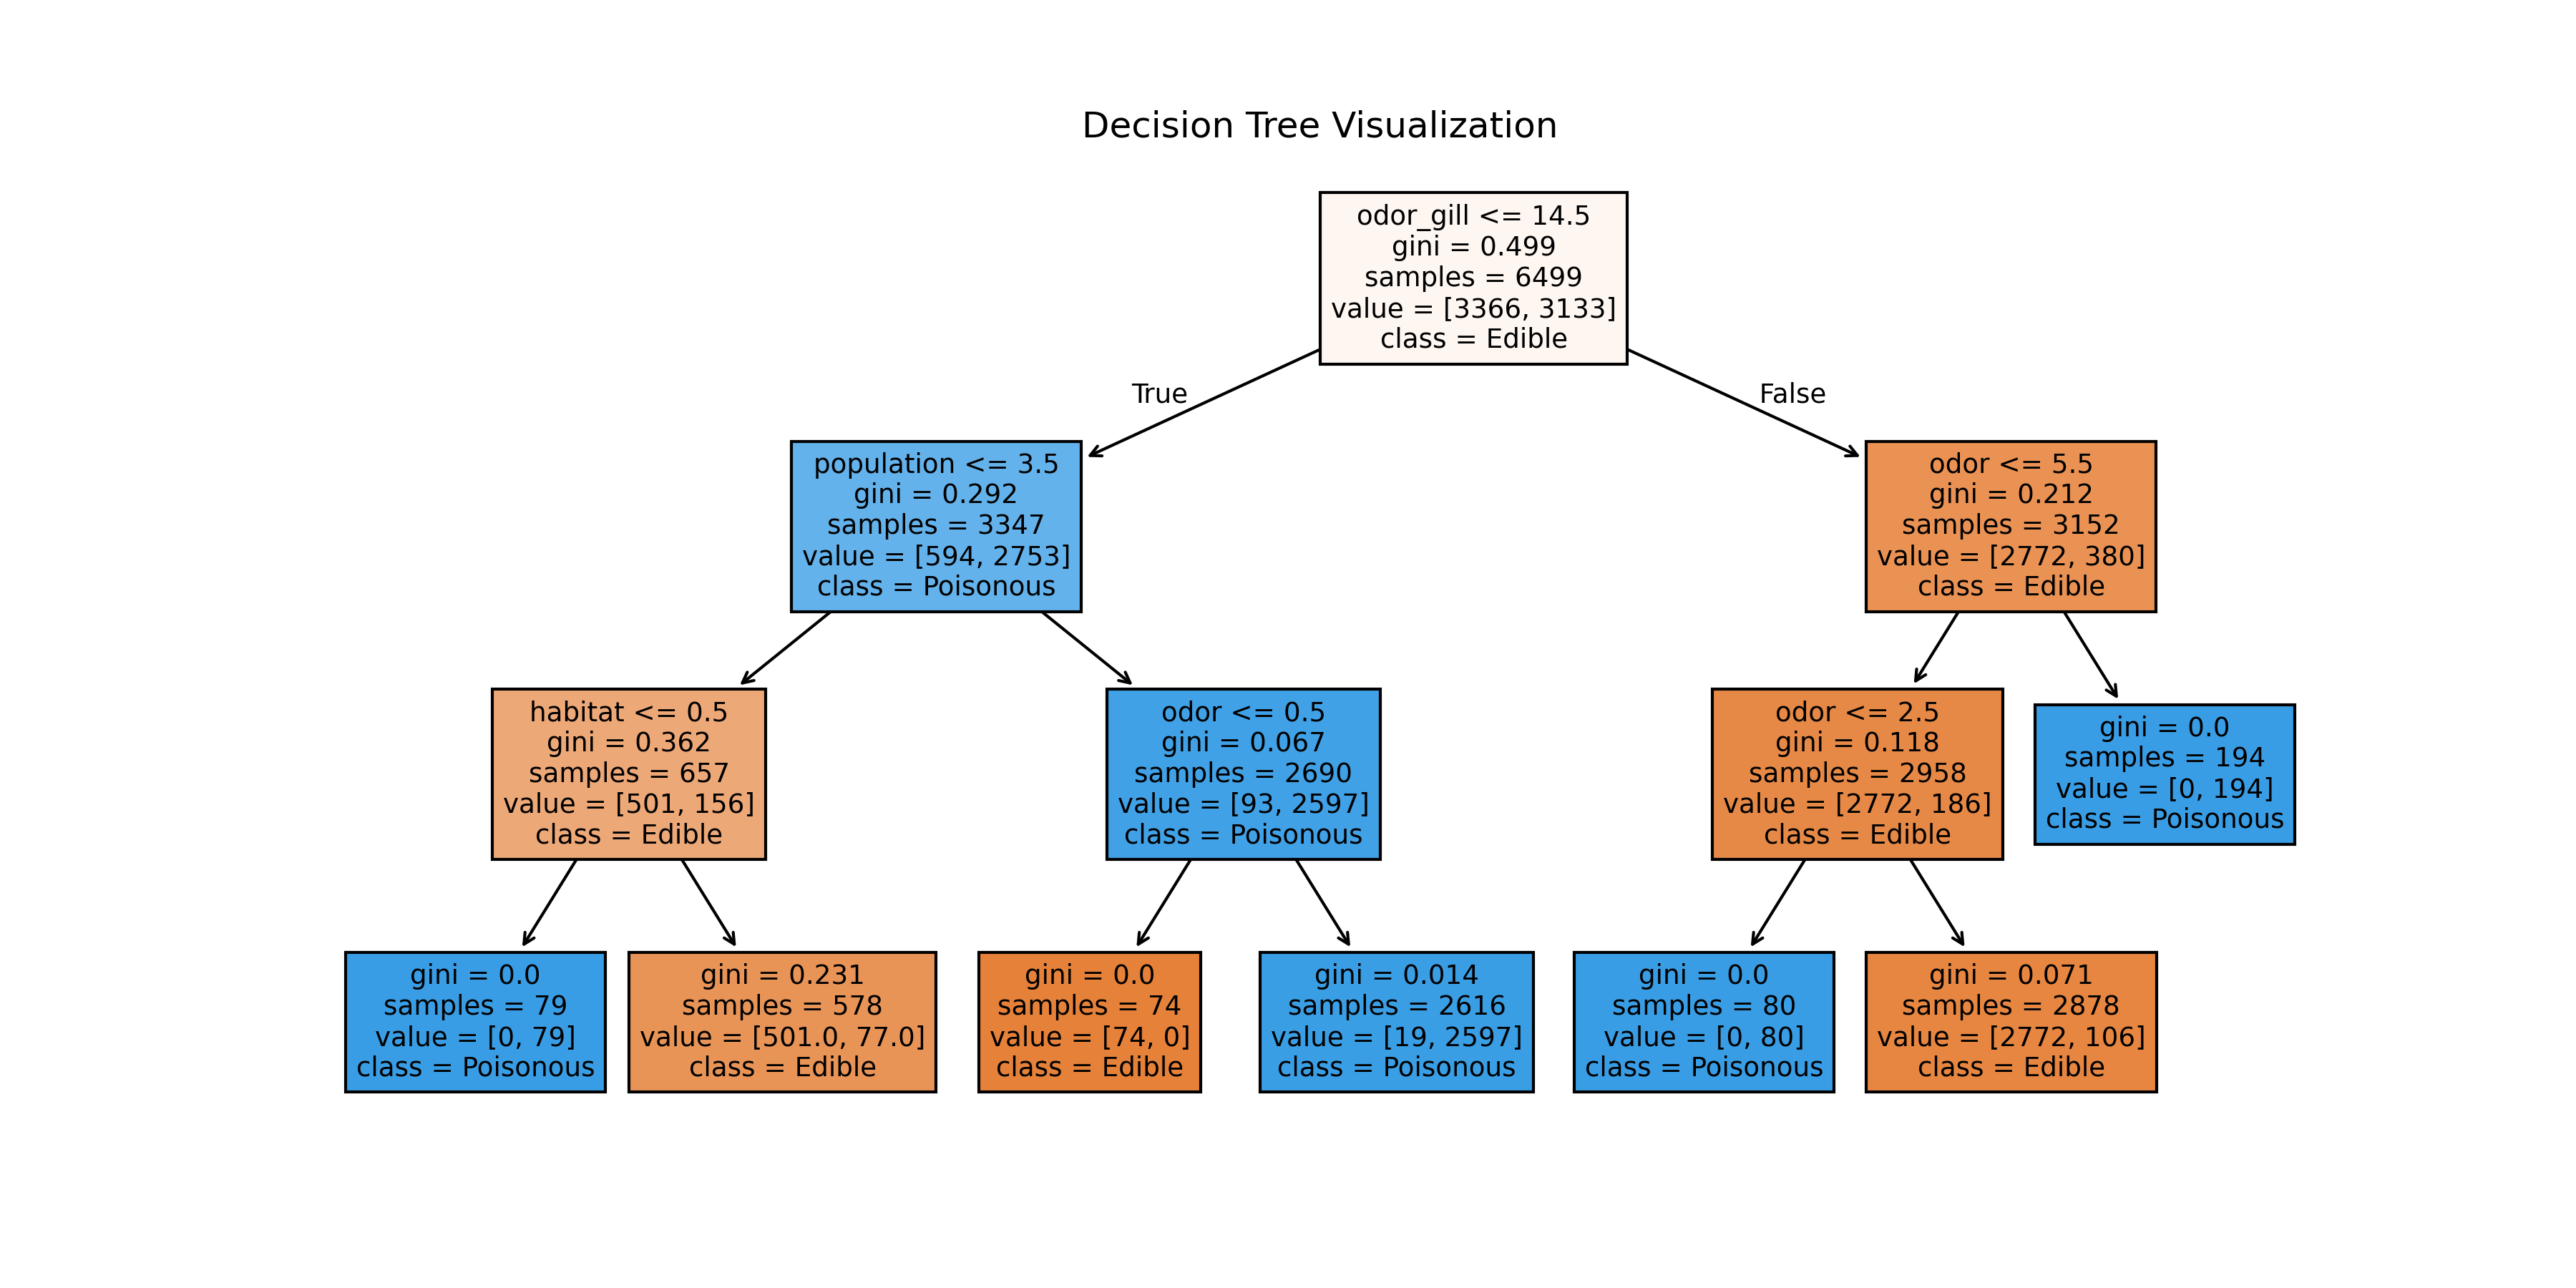 Decision Tree Visualization
odor_gill <= 14.5
gini = 0.499
samples = 6499
value = [3366, 3133]
class = Edible
True
False
population <= 3.5
gini = 0.292
samples = 3347
value = [594, 2753]
class = Poisonous
odor <= 5.5
gini = 0.212
samples = 3152
value = [2772, 380]
class = Edible
habitat <= 0.5
gini = 0.362
samples = 657
value = [501, 156]
class = Edible
odor <= 0.5
gini = 0.067
samples = 2690
value = [93, 2597]
class = Poisonous
odor <= 2.5
gini = 0.118
samples = 2958
value = [2772, 186]
class = Edible
gini = 0.0
samples = 194
value = [0, 194]
class = Poisonous
gini = 0.0
samples = 79
value = [0, 79]
class = Poisonous
gini = 0.231
samples = 578
value = [501.0, 77.0]
class = Edible
gini = 0.0
samples = 74
value = [74, 0]
class = Edible
gini = 0.014
samples = 2616
value = [19, 2597]
class = Poisonous
gini = 0.0
samples = 80
value = [0, 80]
class = Poisonous
gini = 0.071
samples = 2878
value = [2772, 106]
class = Edible